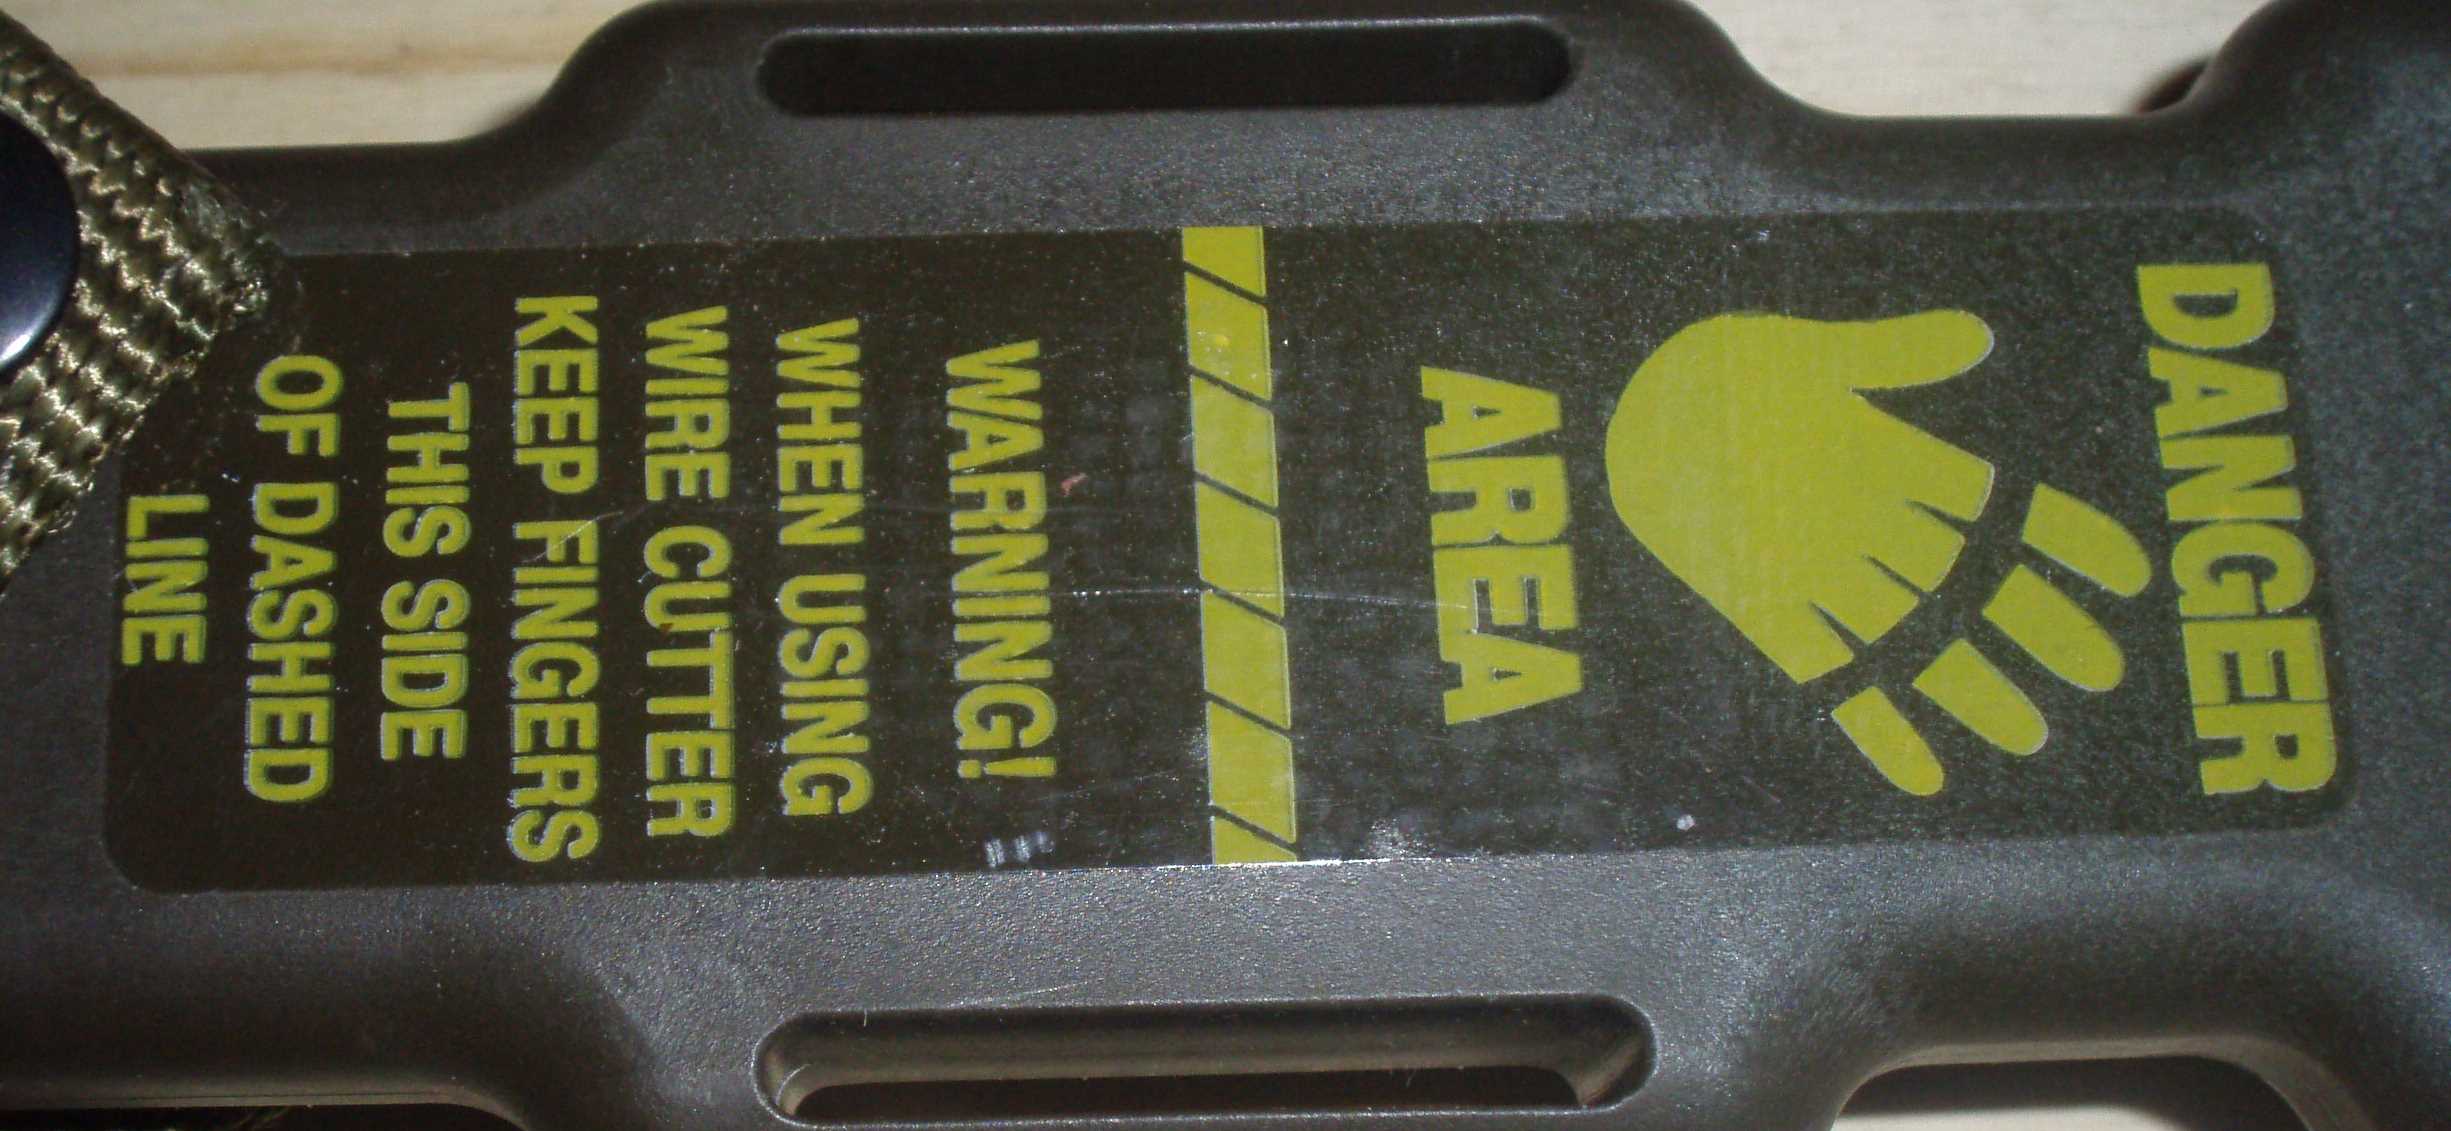 DANGER
AREA
WARNING!
WHEN USING
WIRE CUTTER
KEEP FINGERS
THIS SIDE
OF DASHED
LINE